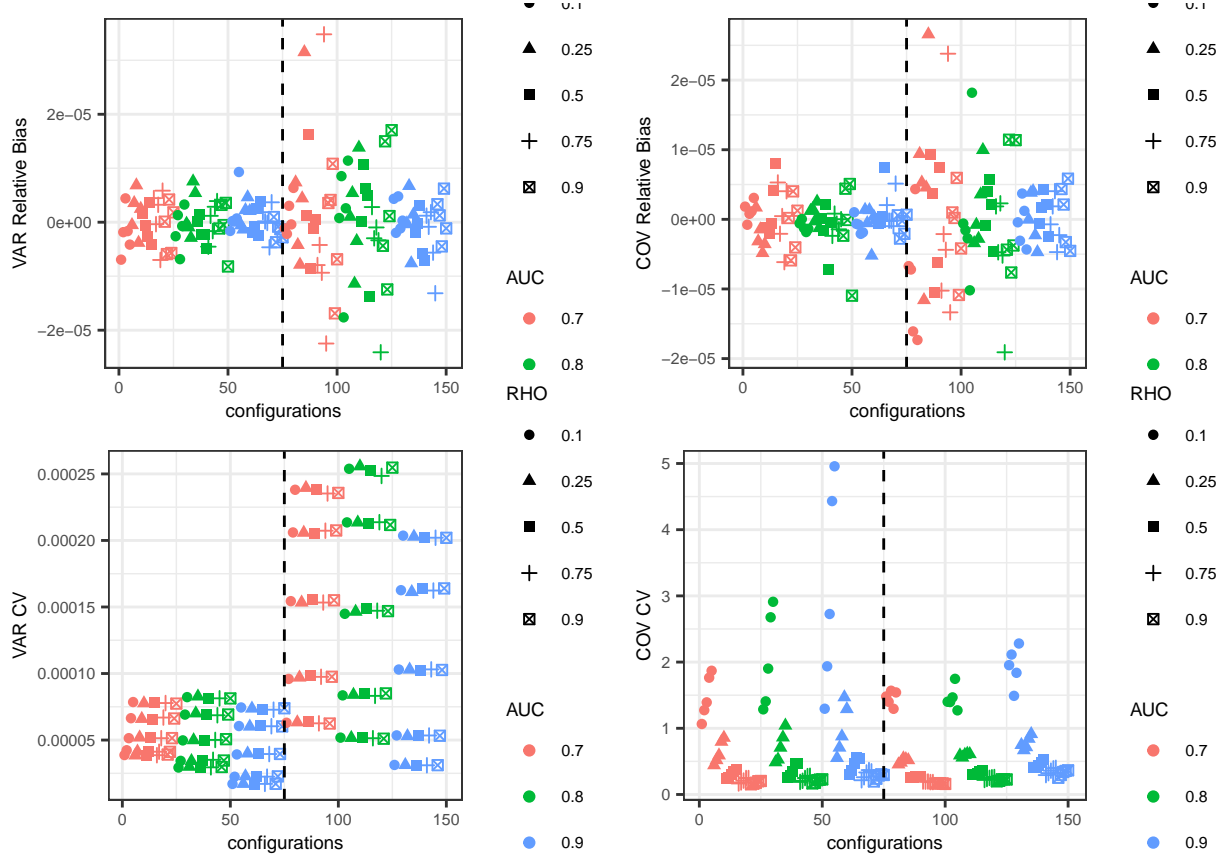 VAR Relative Bias
2e−05
0e+00
−2e−05
0
50
100
150
configurations
0.25
0.5
0.75
0.9
AUC
0.7
0.8
COV Relative Bias
2e−05
1e−05
0e+00
−1e−05
−2e−05
0
50
100
150
configurations
0.25
0.5
0.75
0.9
AUC
0.7
0.8
VAR CV
0.00025
0.00020
0.00015
0.00010
0.00005
0
50
100
150
configurations
RHO
0.1
0.25
0.5
0.75
0.9
AUC
0.7
0.8
0.9
COV CV
5
4
3
2
1
0
0
50
100
150
configurations
RHO
0.1
0.25
0.5
0.75
0.9
AUC
0.7
0.8
0.9